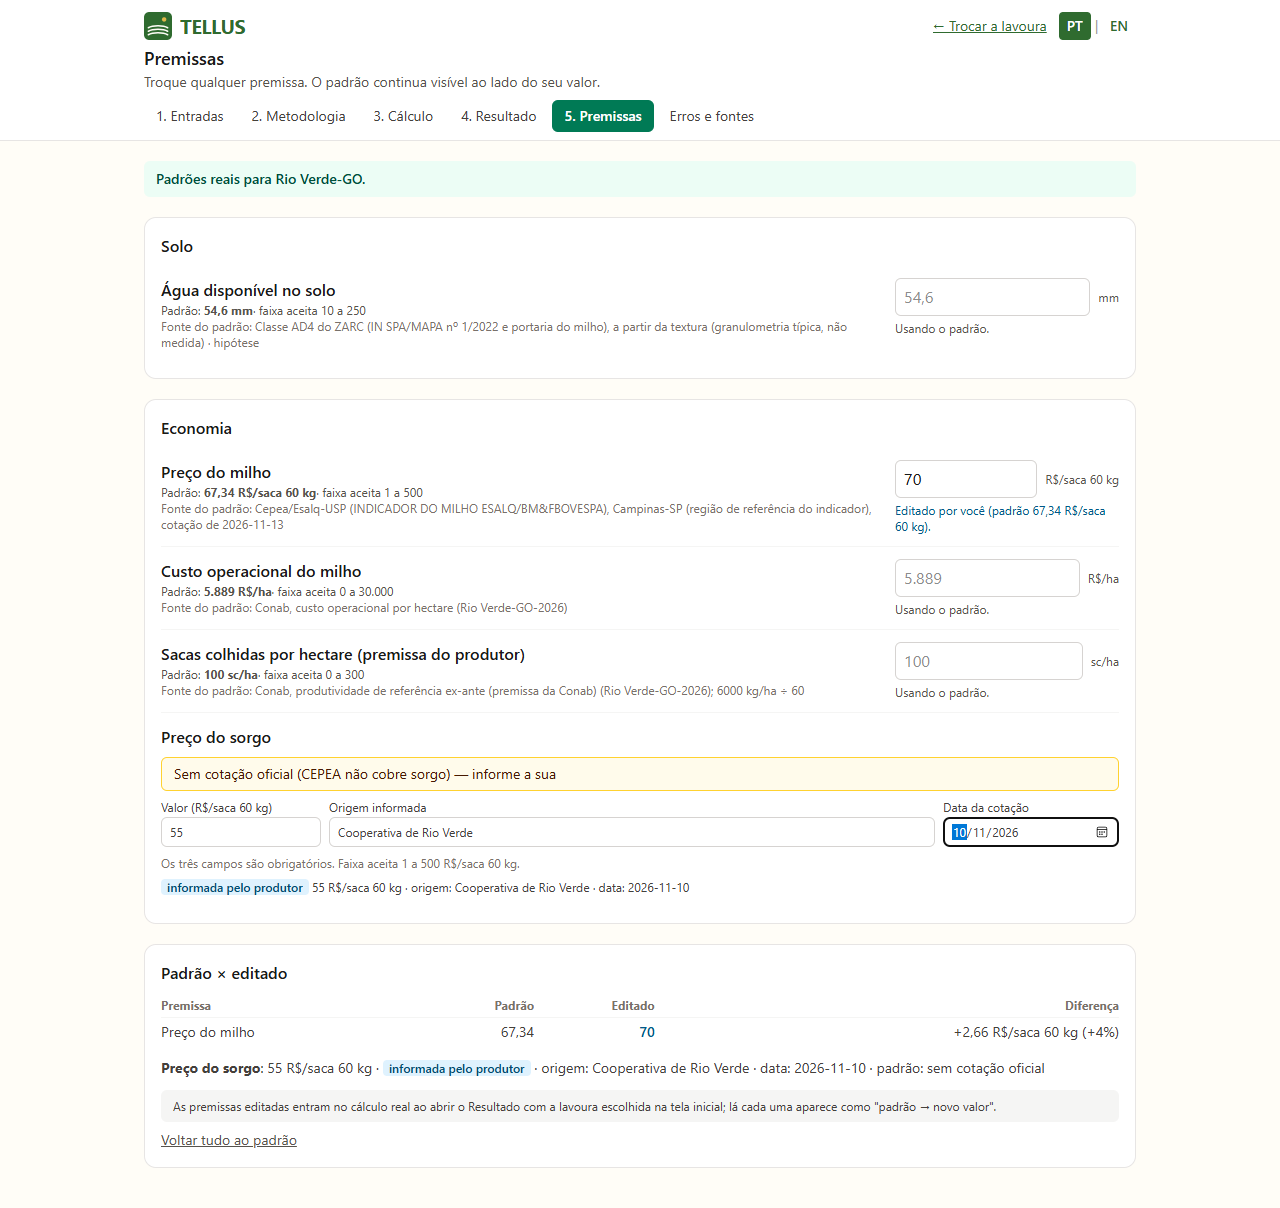 TELLUS
← Trocar a lavoura
PT | EN
Premissas
Troque qualquer premissa. O padrão continua visível ao lado do seu valor.
1. Entradas
2. Metodologia
3. Cálculo
4. Resultado
5. Premissas
Erros e fontes
Padrões reais para Rio Verde-GO.
Solo
Água disponível no solo
Padrão: 54,6 mm· faixa aceita 10 a 250
Fonte do padrão: Classe AD4 do ZARC (IN SPA/MAPA nº 1/2022 e portaria do milho), a partir da textura (granulometria típica, não
medida) · hipótese
54,6 mm
Usando o padrão.
Economia
Preço do milho
Padrão: 67,34 R$/saca 60 kg· faixa aceita 1 a 500
Fonte do padrão: Cepea/Esalq-USP (INDICADOR DO MILHO ESALQ/BM&FBOVESPA), Campinas-SP (região de referência do indicador),
cotação de 2026-11-13
70 R$/saca 60 kg
Editado por você (padrão 67,34 R$/saca
60 kg).
Custo operacional do milho
Padrão: 5.889 R$/ha· faixa aceita 0 a 30.000
Fonte do padrão: Conab, custo operacional por hectare (Rio Verde-GO-2026)
5.889 R$/ha
Usando o padrão.
Sacas colhidas por hectare (premissa do produtor)
Padrão: 100 sc/ha· faixa aceita 0 a 300
Fonte do padrão: Conab, produtividade de referência ex-ante (premissa da Conab) (Rio Verde-GO-2026); 6000 kg/ha ÷ 60
100 sc/ha
Usando o padrão.
Preço do sorgo
Sem cotação oficial (CEPEA não cobre sorgo) — informe a sua
Valor (R$/saca 60 kg)
55
Origem informada
Cooperativa de Rio Verde
Data da cotação
10/11/2026
Os três campos são obrigatórios. Faixa aceita 1 a 500 R$/saca 60 kg.
informada pelo produtor 55 R$/saca 60 kg · origem: Cooperativa de Rio Verde · data: 2026-11-10
Padrão × editado
Premissa Padrão Editado Diferença
Preço do milho 67,34 70 +2,66 R$/saca 60 kg (+4%)
Preço do sorgo: 55 R$/saca 60 kg · informada pelo produtor · origem: Cooperativa de Rio Verde · data: 2026-11-10 · padrão: sem cotação oficial
As premissas editadas entram no cálculo real ao abrir o Resultado com a lavoura escolhida na tela inicial; lá cada uma aparece como "padrão → novo valor".
Voltar tudo ao padrão